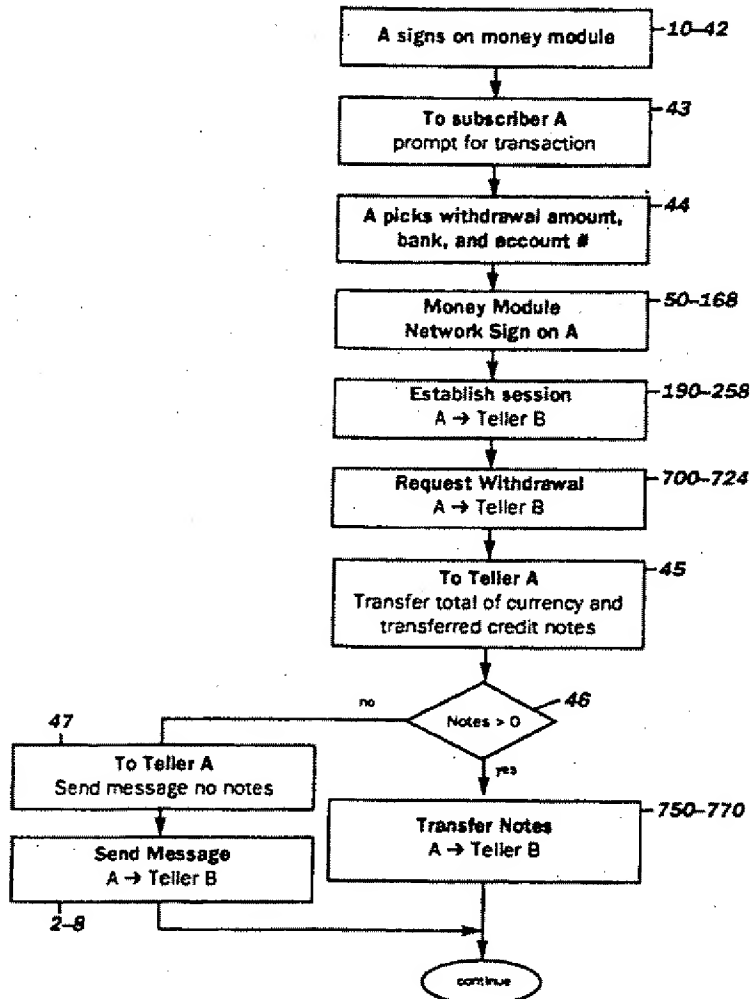 A signs on money module
10–42
To subscriber A
prompt for transaction
43
A picks withdrawal amount,
bank, and account #
44
Money Module
Network Sign on A
50–168
Establish session
A → Teller B
190–258
Request Withdrawal
A → Teller B
700–724
To Teller A
Transfer total of currency and
transferred credit notes
45
Notes > 0
46
no
yes
47
To Teller A
Send message no notes
Send Message
A → Teller B
2–8
Transfer Notes
A → Teller B
750–770
continue